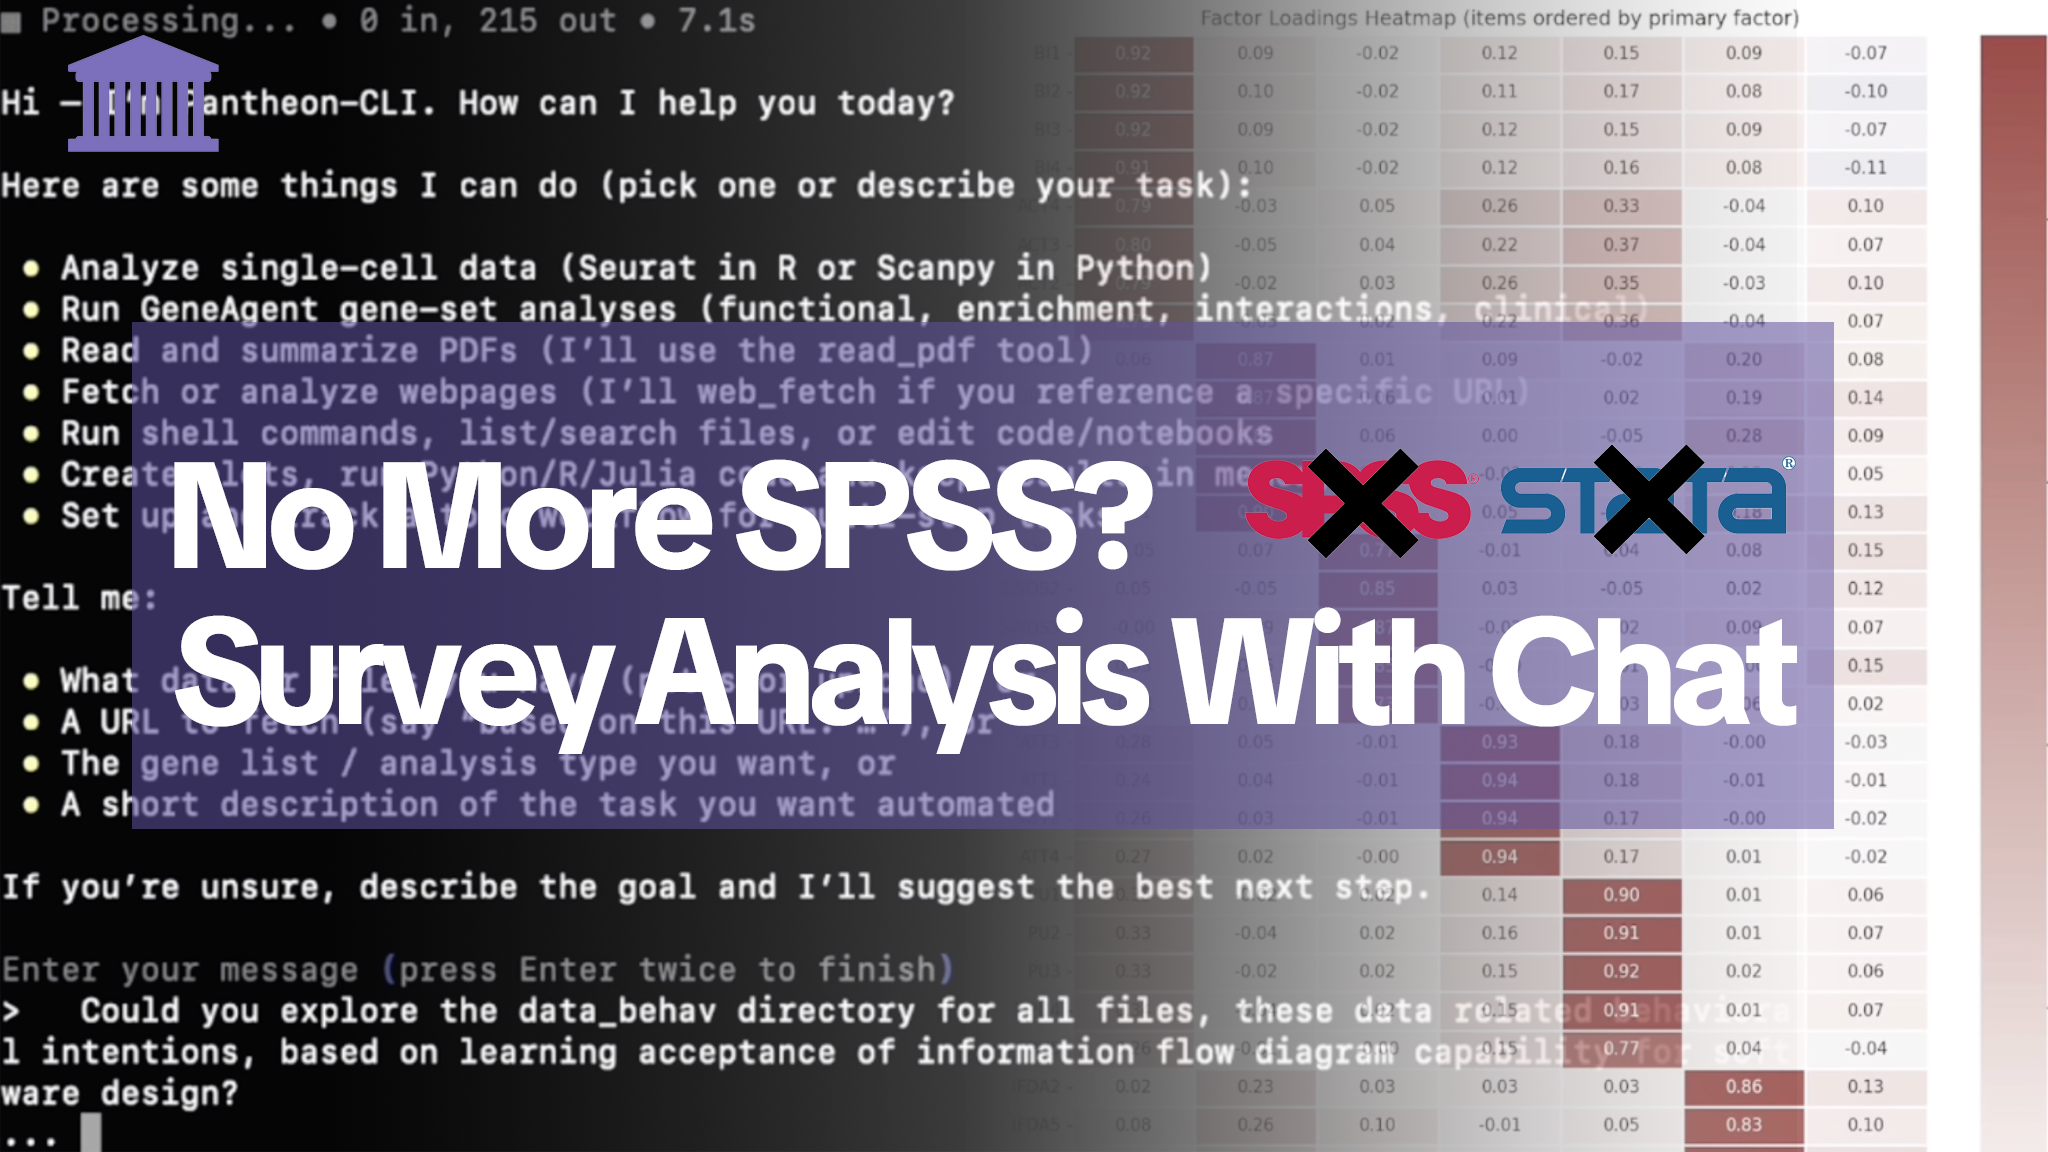 Processing... • 0 in, 215 out • 7.1s
Hi – I'm Pantheon-CLI. How can I help you today?
Here are some things I can do (pick one or describe your task):
• Analyze single-cell data (Seurat in R or Scanpy in Python)
• Run GeneAgent gene-set analyses (functional, enrichment, interactions, clinical)
• Read and summarize PDFs (I'll use the read_pdf tool)
• Fetch or analyze webpages (I'll web_fetch if you reference a specific URL)
• Run shell commands, list/search files, or edit code/notebooks
• Create plots, run Python/R/Julia in
• Set up
No More SPSS?
spss stata®
Survey Analysis With Chat
Tell me:
• What
• A URL to fetch (say "based on this URL: …"), or
• The gene list / analysis type you want, or
• A short description of the task you want automated
If you're unsure, describe the goal and I'll suggest the best next step.
Enter your message (press Enter twice to finish)
> Could you explore the data_behav directory for all files, these data related behaviora
l intentions, based on learning acceptance of information flow diagram capability for soft
ware design?
...
Factor Loadings Heatmap (items ordered by primary factor)
BI1 0.92 0.09 -0.02 0.12 0.15 0.09 -0.07
BI2 0.92 0.10 -0.02 0.11 0.17 0.08 -0.10
BI3 0.92 0.09 -0.02 0.12 0.15 0.09 -0.07
BI4 0.91 0.10 -0.02 0.12 0.16 0.08 -0.11
0.79 -0.03 0.05 0.26 0.33 -0.04 0.10
0.80 -0.05 0.04 0.22 0.37 -0.04 0.07
0.79 -0.02 0.03 0.26 0.35 -0.03 0.10
0.22 0.36 -0.04 0.07
0.06 0.87 0.01 0.09 -0.02 0.20 0.08
0.02 0.19 0.14
0.06 0.00 -0.05 0.28 0.09
0.05
0.13
0.07 -0.01 0.04 0.08 0.15
0.05 -0.05 0.85 0.03 -0.05 0.02 0.12
0.07
0.15
0.02
0.28 0.05 -0.01 0.93 0.18 -0.00 -0.03
0.24 0.04 -0.01 0.94 0.18 -0.01 -0.01
0.26 0.03 -0.01 0.94 0.17 -0.00 -0.02
ATT4 0.27 0.02 -0.00 0.94 0.17 0.01 -0.02
0.14 0.90 0.01 0.06
PU2 0.33 -0.04 0.02 0.16 0.91 0.01 0.07
PU3 0.33 -0.02 0.02 0.15 0.92 0.02 0.06
0.15 0.91 0.01 0.07
0.15 0.77 0.04 -0.04
0.02 0.23 0.03 0.03 0.03 0.86 0.13
0.08 0.26 0.10 -0.01 0.05 0.83 0.10